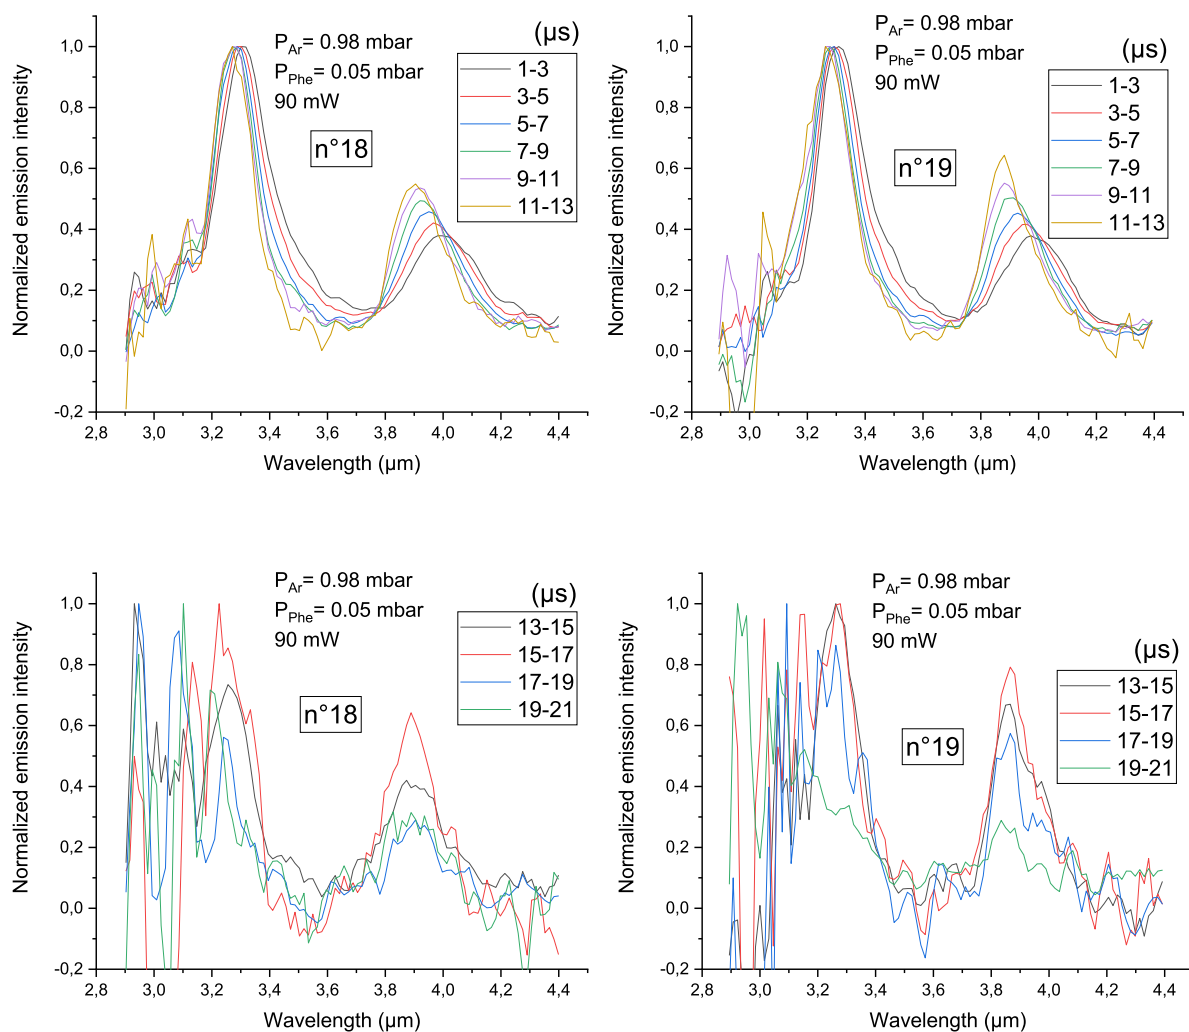 P_Ar= 0.98 mbar
P_Phe= 0.05 mbar
90 mW
(µs)
1-3
3-5
5-7
7-9
9-11
11-13
n°18
Normalized emission intensity
1,0
0,8
0,6
0,4
0,2
0,0
-0,2
2,8 3,0 3,2 3,4 3,6 3,8 4,0 4,2 4,4
Wavelength (µm)
P_Ar= 0.98 mbar
P_Phe= 0.05 mbar
90 mW
(µs)
1-3
3-5
5-7
7-9
9-11
11-13
n°19
Normalized emission intensity
1,0
0,8
0,6
0,4
0,2
0,0
-0,2
2,8 3,0 3,2 3,4 3,6 3,8 4,0 4,2 4,4
Wavelength (µm)
P_Ar= 0.98 mbar
P_Phe= 0.05 mbar
90 mW
(µs)
13-15
15-17
17-19
19-21
n°18
Normalized emission intensity
1,0
0,8
0,6
0,4
0,2
0,0
-0,2
2,8 3,0 3,2 3,4 3,6 3,8 4,0 4,2 4,4
Wavelength (µm)
P_Ar= 0.98 mbar
P_Phe= 0.05 mbar
90 mW
(µs)
13-15
15-17
17-19
19-21
n°19
Normalized emission intensity
1,0
0,8
0,6
0,4
0,2
0,0
-0,2
2,8 3,0 3,2 3,4 3,6 3,8 4,0 4,2 4,4
Wavelength (µm)